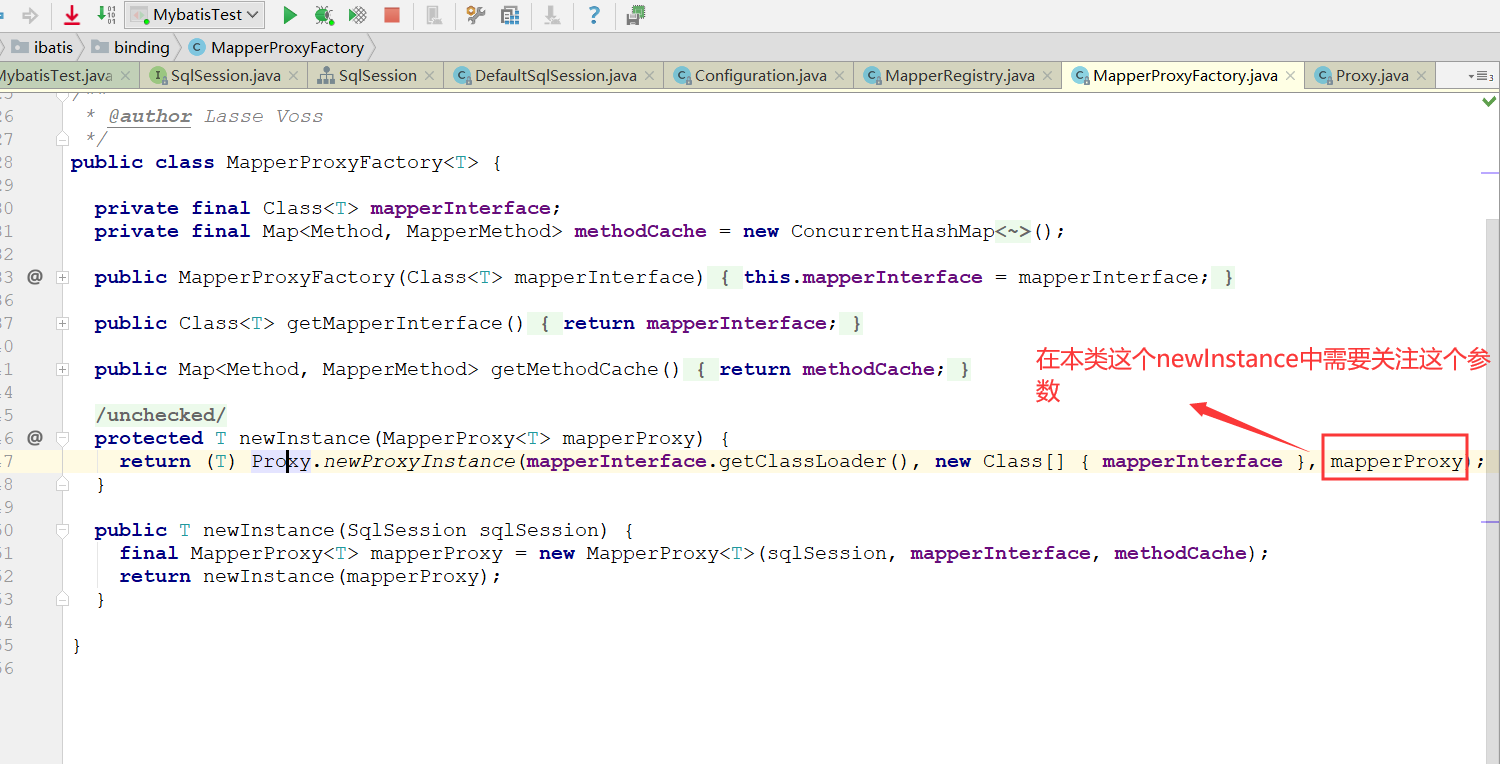 MybatisTest
ibatis binding MapperProxyFactory
MybatisTest.java SqlSession.java SqlSession DefaultSqlSession.java Configuration.java MapperRegistry.java MapperProxyFactory.java Proxy.java
/**
26 * @author Lasse Voss
27 */
28 public class MapperProxyFactory<T> {
29
30 private final Class<T> mapperInterface;
31 private final Map<Method, MapperMethod> methodCache = new ConcurrentHashMap<~>();
32
33 public MapperProxyFactory(Class<T> mapperInterface) { this.mapperInterface = mapperInterface; }
36
37 public Class<T> getMapperInterface() { return mapperInterface; }
40
41 public Map<Method, MapperMethod> getMethodCache() { return methodCache; }
在本类这个newInstance中需要关注这个参
数
44
45 /unchecked/
46 protected T newInstance(MapperProxy<T> mapperProxy) {
47 return (T) Proxy.newProxyInstance(mapperInterface.getClassLoader(), new Class[] { mapperInterface }, mapperProxy);
48 }
49
50 public T newInstance(SqlSession sqlSession) {
51 final MapperProxy<T> mapperProxy = new MapperProxy<T>(sqlSession, mapperInterface, methodCache);
52 return newInstance(mapperProxy);
53 }
54
55 }
56